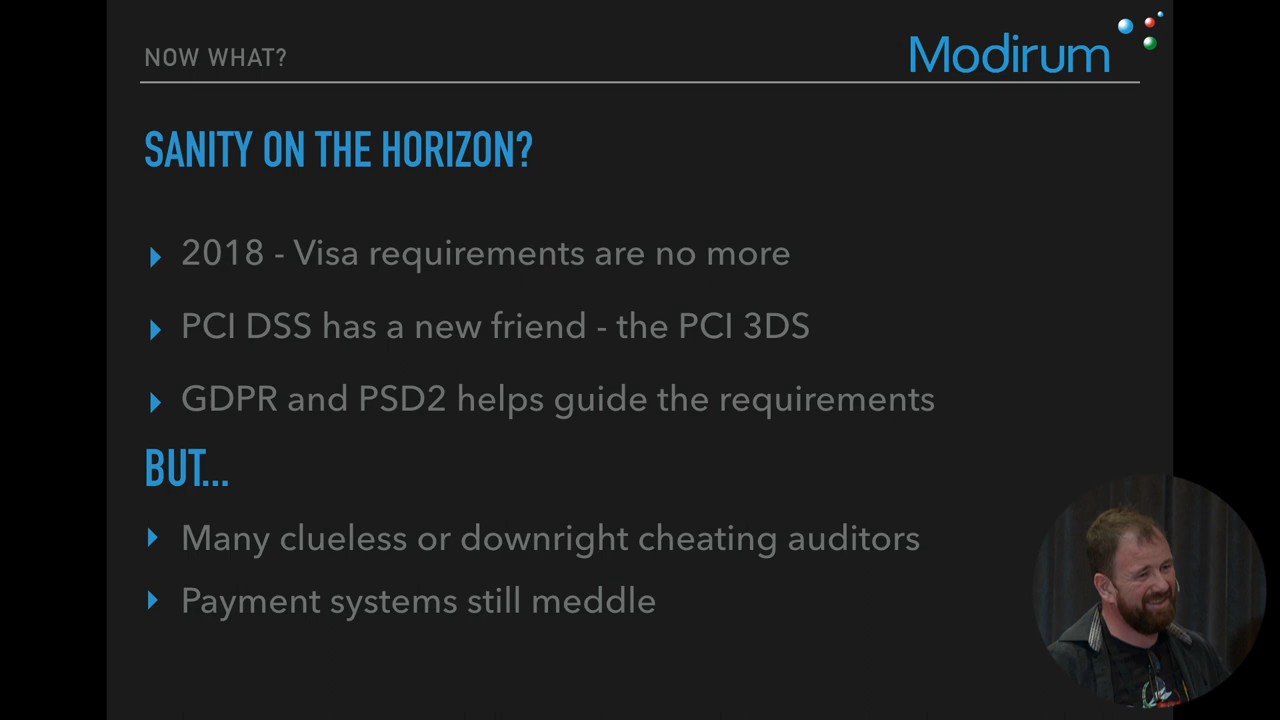 NOW WHAT?
Modirum
SANITY ON THE HORIZON?
2018 - Visa requirements are no more
PCI DSS has a new friend - the PCI 3DS
GDPR and PSD2 helps guide the requirements
BUT...
Many clueless or downright cheating auditors
Payment systems still meddle